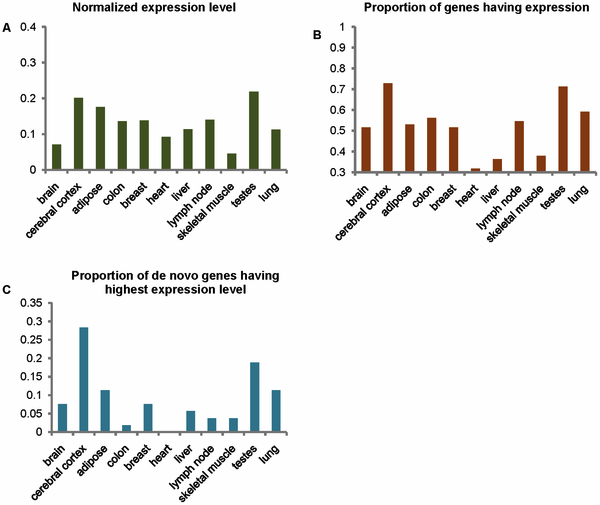 Normalized expression level
A
0.4
0.3
0.2
0.1
0
brain
cerebral cortex
adipose
colon
breast
heart
liver
lymph node
skeletal muscle
testes
lung
Proportion of genes having expression
B
1
0.9
0.8
0.7
0.6
0.5
0.4
0.3
brain
cerebral cortex
adipose
colon
breast
heart
liver
lymph node
skeletal muscle
testes
lung
Proportion of de novo genes having
highest expression level
C
0.35
0.3
0.25
0.2
0.15
0.1
0.05
0
brain
cerebral cortex
adipose
colon
breast
heart
liver
lymph node
skeletal muscle
testes
lung